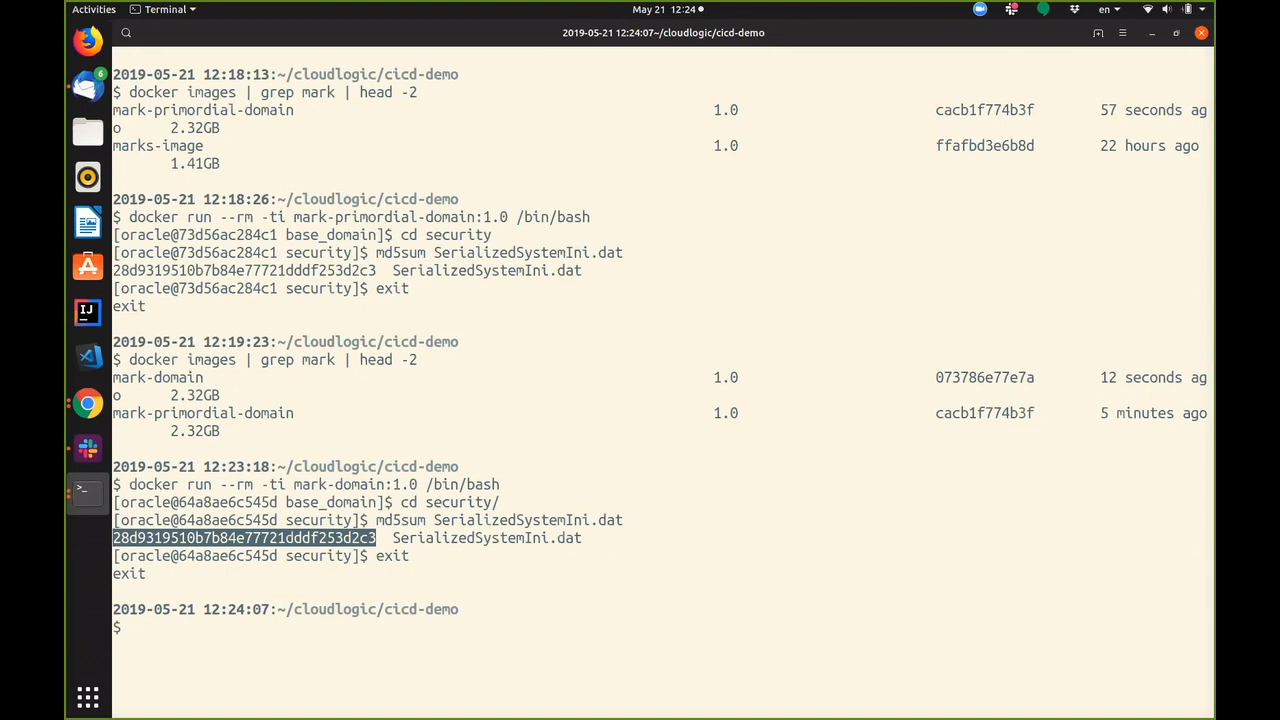 Activities Terminal May 21 12:24 en
2019-05-21 12:24:07~/cloudlogic/cicd-demo
6
2019-05-21 12:18:13:~/cloudlogic/cicd-demo
$ docker images | grep mark | head -2
mark-primordial-domain 1.0 cacb1f774b3f 57 seconds ag
o 2.32GB
marks-image 1.0 ffafbd3e6b8d 22 hours ago
1.41GB
2019-05-21 12:18:26:~/cloudlogic/cicd-demo
$ docker run --rm -ti mark-primordial-domain:1.0 /bin/bash
[oracle@73d56ac284c1 base_domain]$ cd security
[oracle@73d56ac284c1 security]$ md5sum SerializedSystemIni.dat
28d9319510b7b84e77721dddf253d2c3 SerializedSystemIni.dat
[oracle@73d56ac284c1 security]$ exit
exit
2019-05-21 12:19:23:~/cloudlogic/cicd-demo
$ docker images | grep mark | head -2
mark-domain 1.0 073786e77e7a 12 seconds ag
o 2.32GB
mark-primordial-domain 1.0 cacb1f774b3f 5 minutes ago
2.32GB
2019-05-21 12:23:18:~/cloudlogic/cicd-demo
$ docker run --rm -ti mark-domain:1.0 /bin/bash
[oracle@64a8ae6c545d base_domain]$ cd security/
[oracle@64a8ae6c545d security]$ md5sum SerializedSystemIni.dat
28d9319510b7b84e77721dddf253d2c3 SerializedSystemIni.dat
[oracle@64a8ae6c545d security]$ exit
exit
2019-05-21 12:24:07:~/cloudlogic/cicd-demo
$
IJ
>_